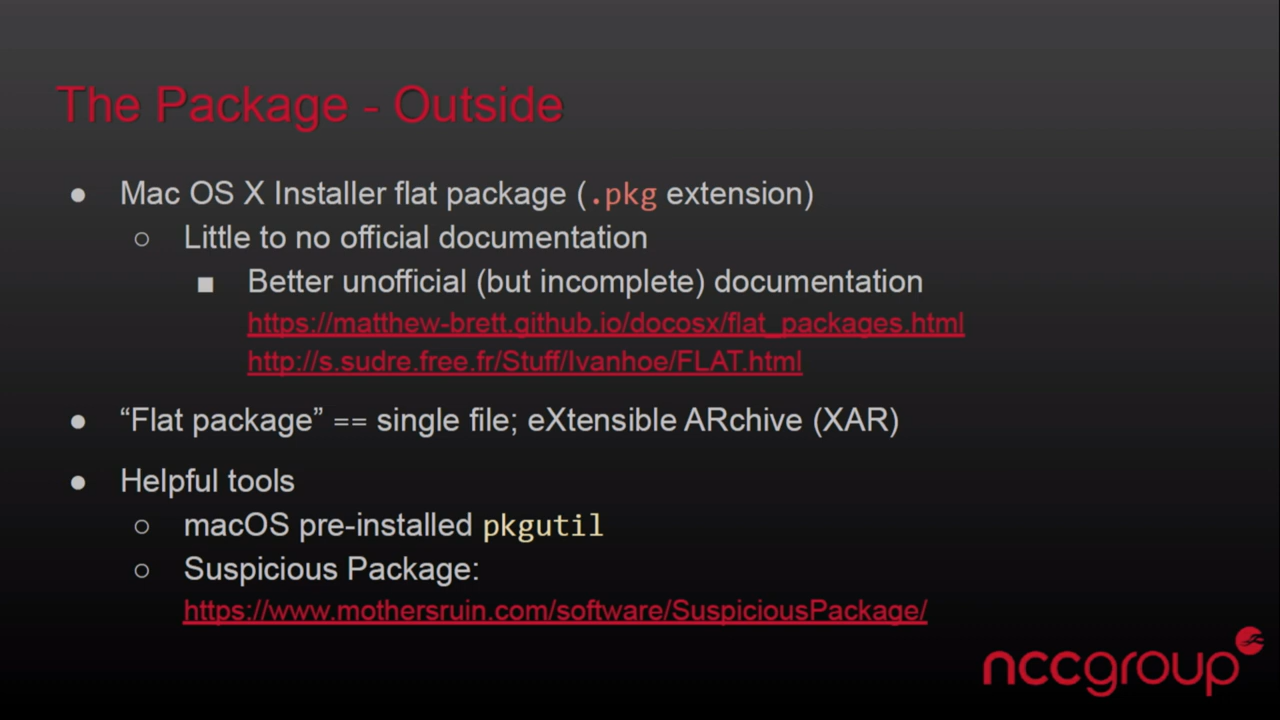 The Package - Outside
● Mac OS X Installer flat package (.pkg extension)
○ Little to no official documentation
■ Better unofficial (but incomplete) documentation
https://matthew-brett.github.io/docosx/flat_packages.html
http://s.sudre.free.fr/Stuff/Ivanhoe/FLAT.html
● “Flat package” == single file; eXtensible ARchive (XAR)
● Helpful tools
○ macOS pre-installed pkgutil
○ Suspicious Package:
https://www.mothersruin.com/software/SuspiciousPackage/
nccgroup